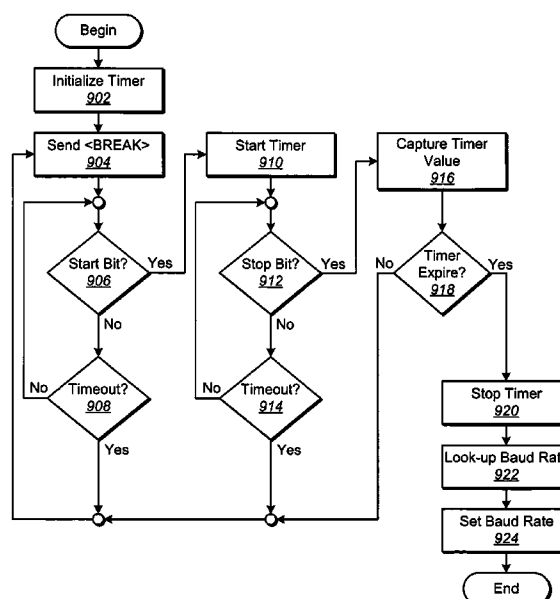 Begin
Initialize Timer
902
Send <BREAK>
904
Start Bit?
906
Yes
No
Timeout?
908
No
Yes
Start Timer
910
Stop Bit?
912
Yes
No
Timeout?
914
No
Yes
Capture Timer
Value
916
Timer
Expire?
918
No
Yes
Stop Timer
920
Look-up Baud Rat
922
Set Baud Rate
924
End